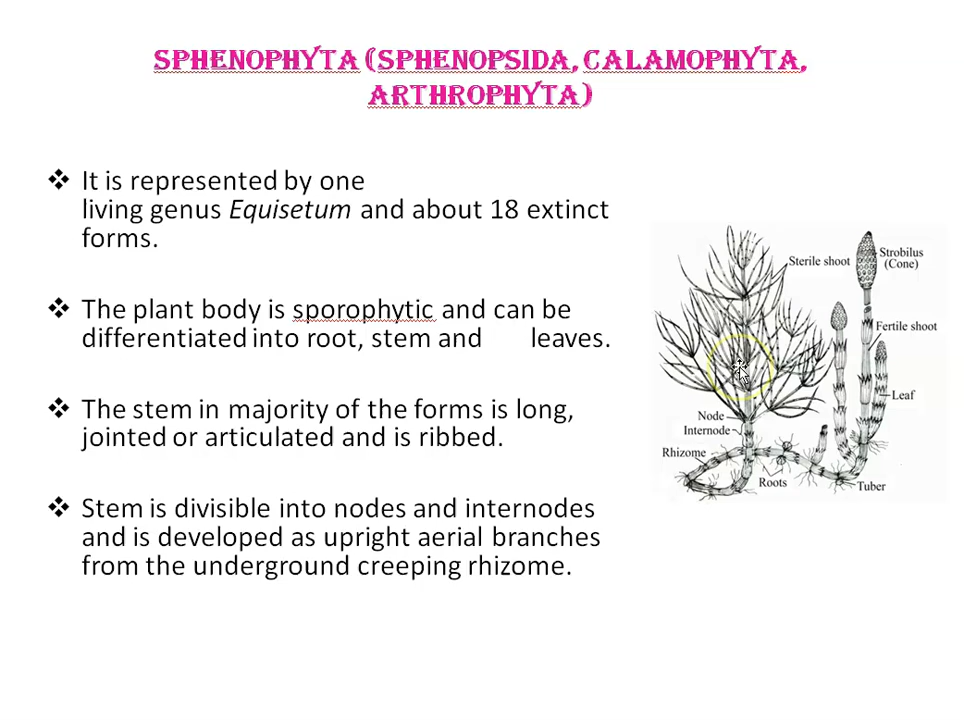 SPHENOPHYTA (SPHENOPSIDA, CALAMOPHYTA,
ARTHROPHYTA)
❖ It is represented by one
living genus Equisetum and about 18 extinct
forms.
❖ The plant body is sporophytic and can be
differentiated into root, stem and leaves.
❖ The stem in majority of the forms is long,
jointed or articulated and is ribbed.
❖ Stem is divisible into nodes and internodes
and is developed as upright aerial branches
from the underground creeping rhizome.
Sterile shoot
Strobilus
(Cone)
Fertile shoot
Leaf
Node
Internode
Rhizome
Roots
Tuber